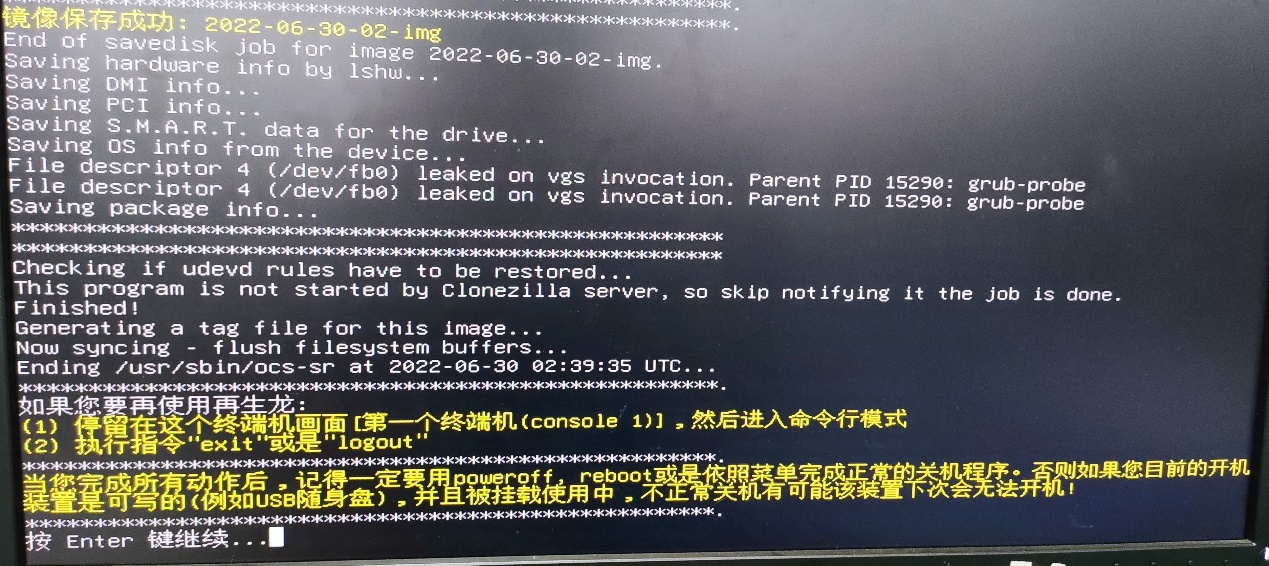 *****************************************************.
*****************************************************.
镜像保存成功: 2022-06-30-02-img
End of savedisk job for image 2022-06-30-02-img.
Saving hardware info by lshw...
Saving DMI info...
Saving PCI info...
Saving S.M.A.R.T. data for the drive...
Saving OS info from the device...
File descriptor 4 (/dev/fb0) leaked on vgs invocation. Parent PID 15290: grub-probe
File descriptor 4 (/dev/fb0) leaked on vgs invocation. Parent PID 15290: grub-probe
Saving package info...
*****************************************************
*****************************************************
Checking if udevd rules have to be restored...
This program is not started by Clonezilla server, so skip notifying it the job is done.
Finished!
Generating a tag file for this image...
Now syncing - flush filesystem buffers...
Ending /usr/sbin/ocs-sr at 2022-06-30 02:39:35 UTC...
*****************************************************.
如果您要再使用再生龙:
(1) 停留在这个终端机画面[第一个终端机(console 1)],然后进入命令行模式
(2) 执行指令"exit"或是"logout"
*****************************************************.
当您完成所有动作后,记得一定要用poweroff, reboot或是依照菜单完成正常的关机程序。否则如果您目前的开机
装置是可写的(例如USB随身盘),并且被挂载使用中,不正常关机有可能该装置下次会无法开机!
*****************************************************.
按 Enter 键继续...